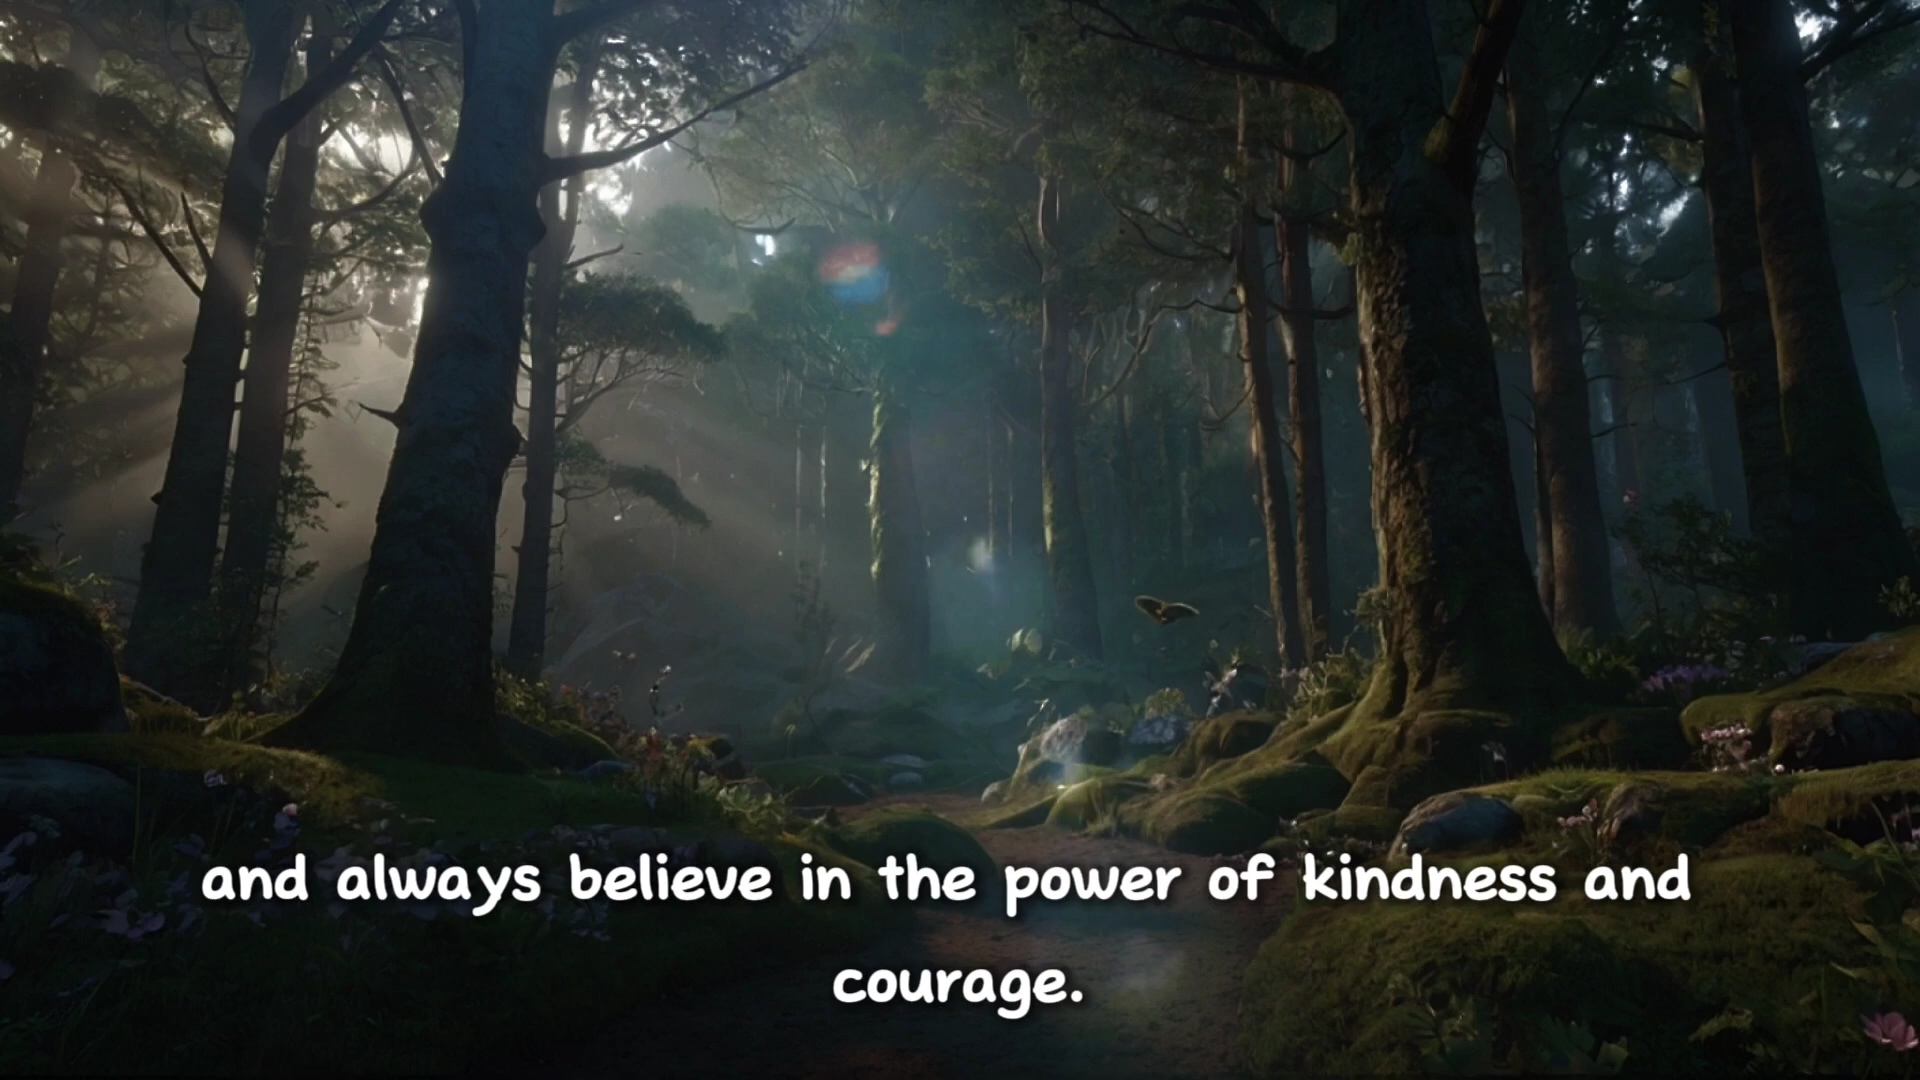 and always believe in the power of kindness and
courage.